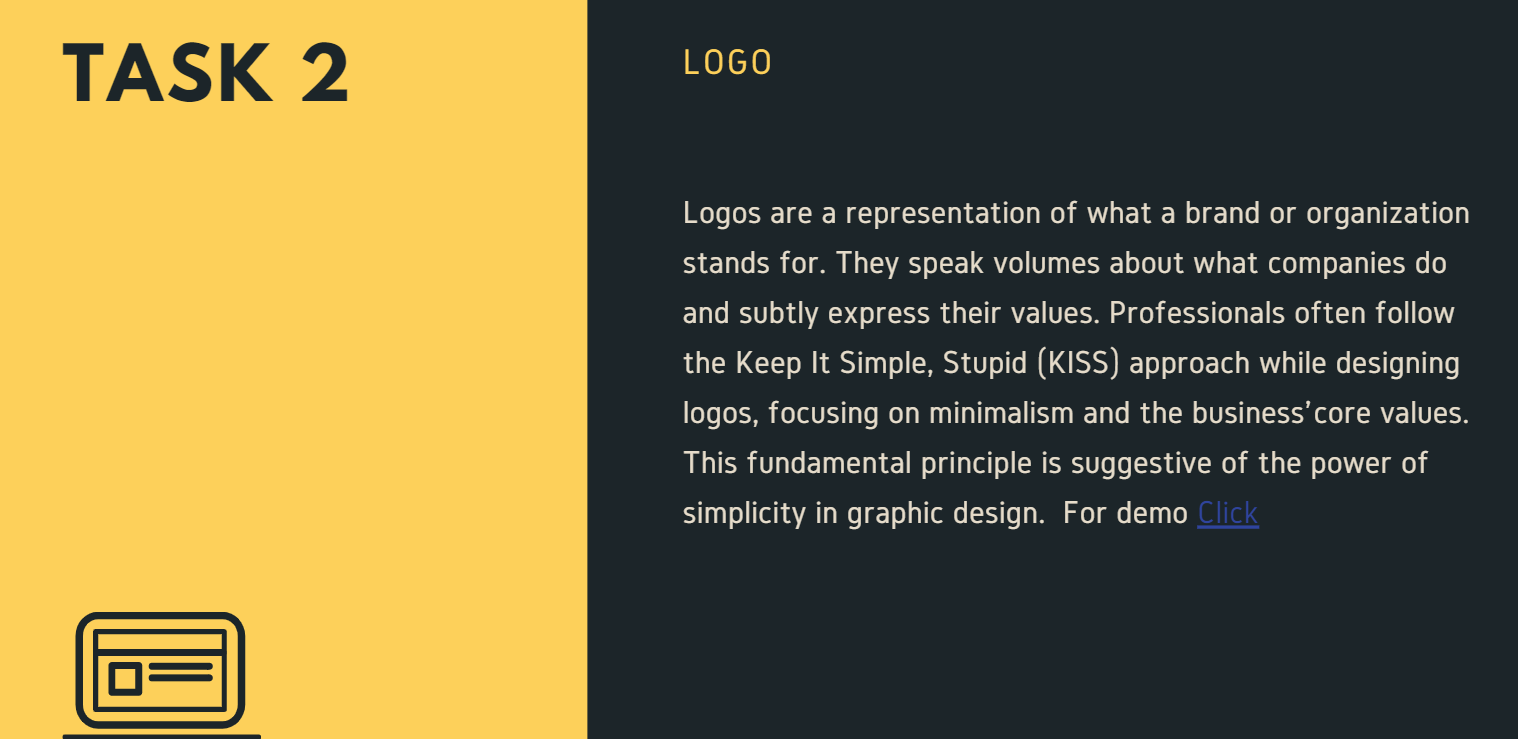 TASK 2
LOGO
Logos are a representation of what a brand or organization
stands for. They speak volumes about what companies do
and subtly express their values. Professionals often follow
the Keep It Simple, Stupid (KISS) approach while designing
logos, focusing on minimalism and the business’core values.
This fundamental principle is suggestive of the power of
simplicity in graphic design.  For demo Click